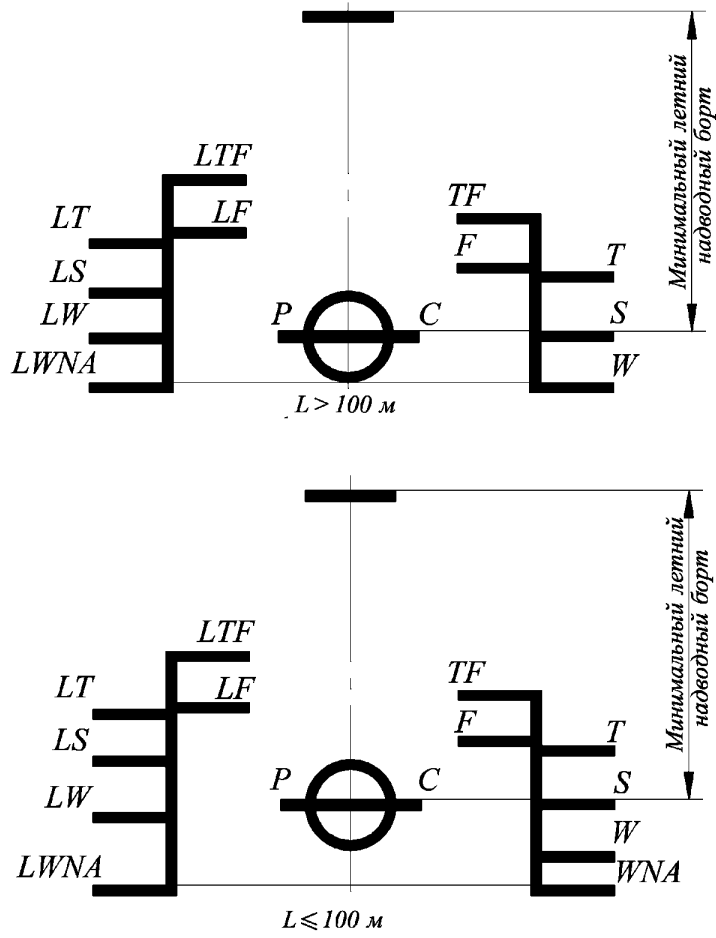 LTF
LF
LT
LS
LW
LWNA
P
C
TF
F
T
S
W
Минимальный летний
надводный борт
L > 100 м
LTF
LF
LT
LS
LW
LWNA
P
C
TF
F
T
S
W
WNA
Минимальный летний
надводный борт
L ⩽ 100 м